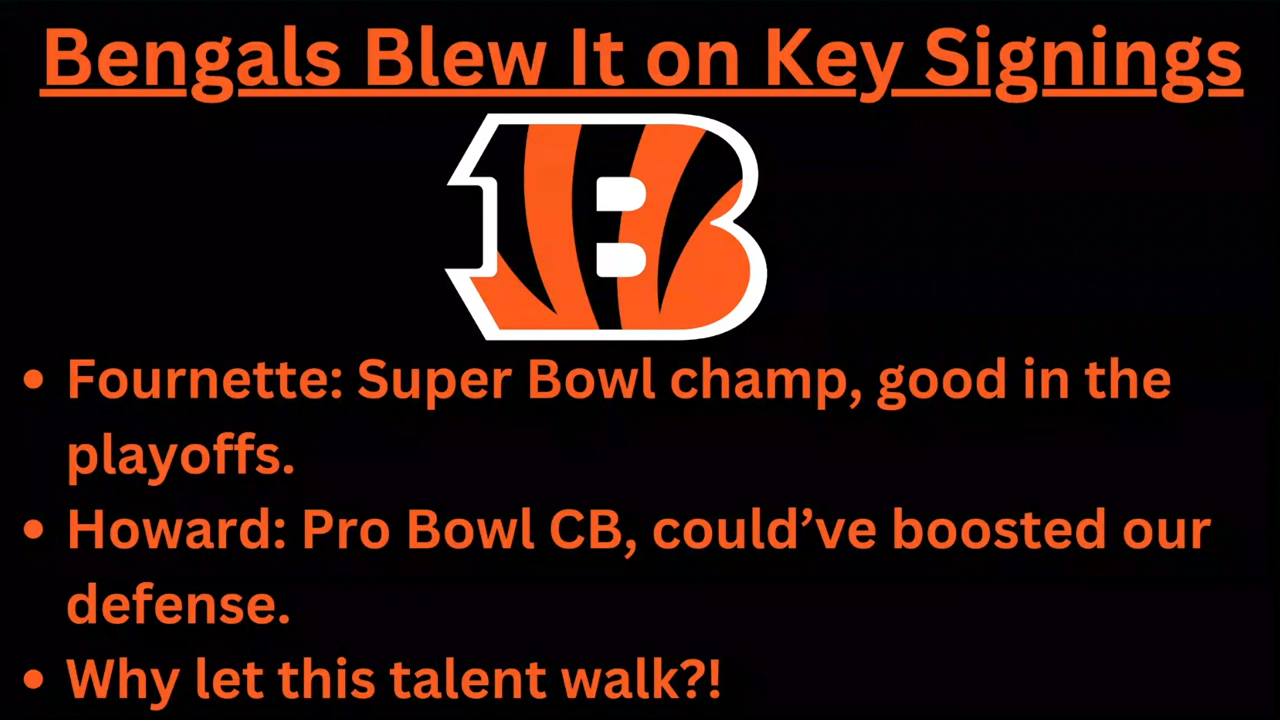 Bengals Blew It on Key Signings
• Fournette: Super Bowl champ, good in the
playoffs.
• Howard: Pro Bowl CB, could’ve boosted our
defense.
• Why let this talent walk?!